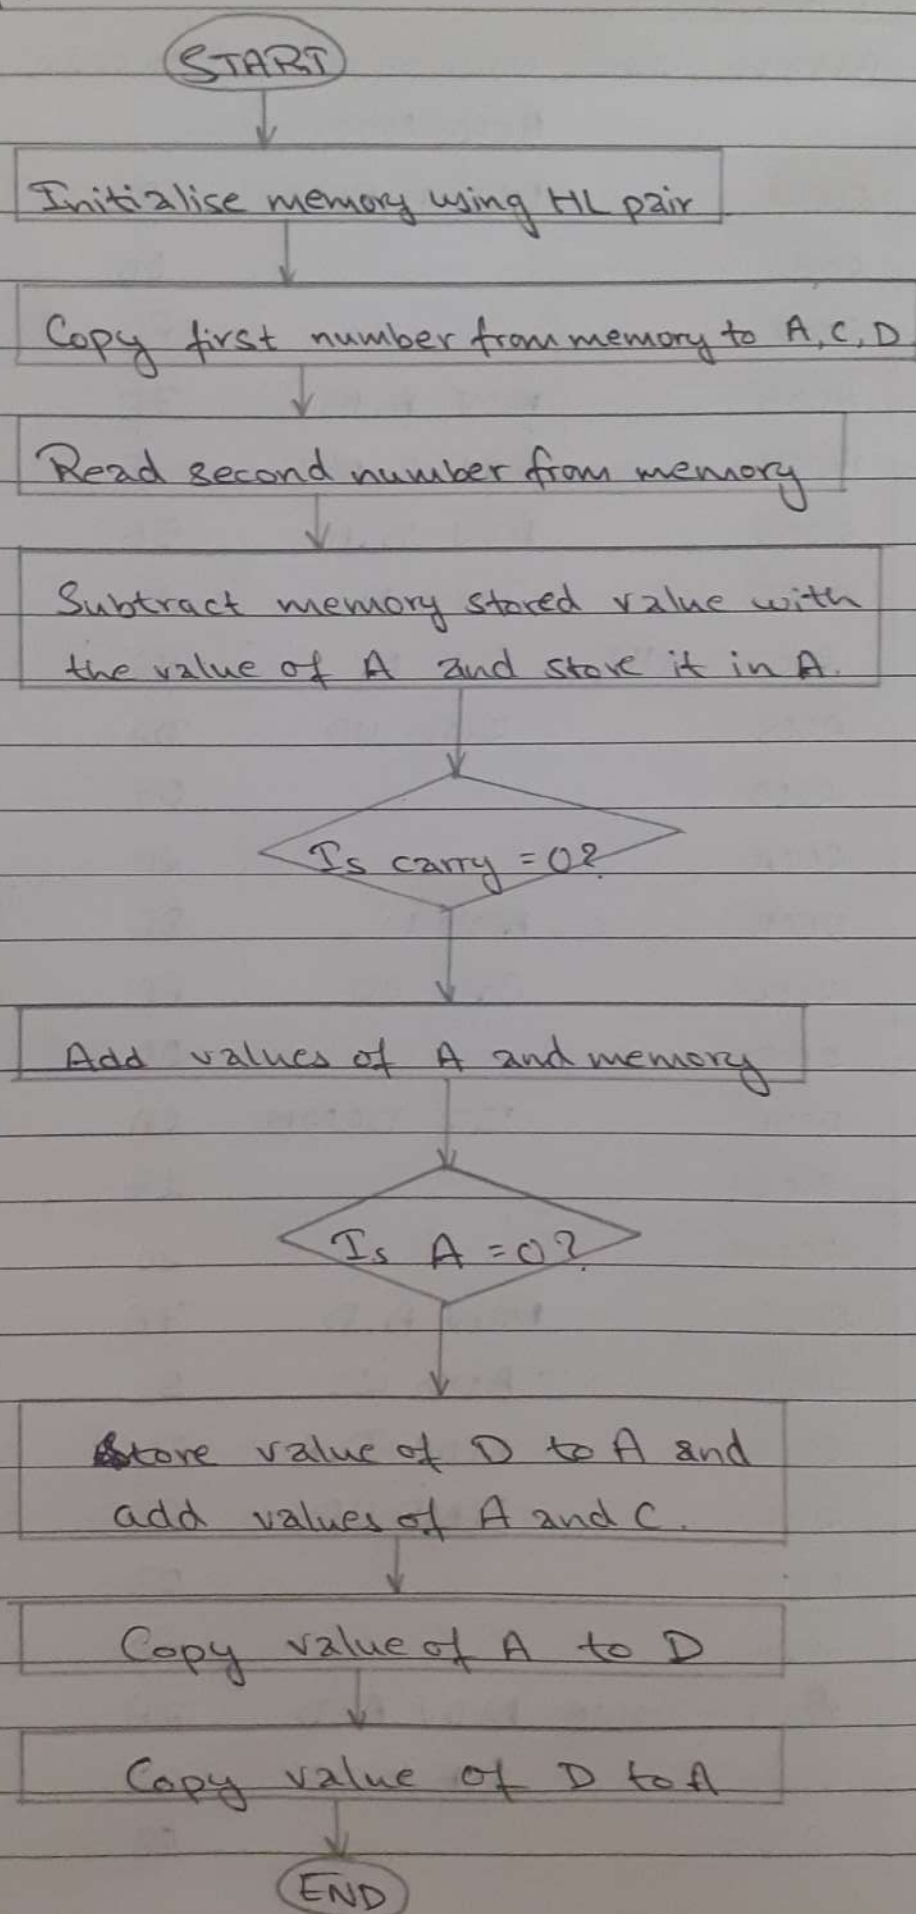 START
Initialise memory using HL pair
Copy first number from memory to A, C, D
Read second number from memory
Subtract memory stored value with
the value of A and store it in A.
Is carry = 0?
Add values of A and memory
Is A = 0?
Store value of D to A and
add values of A and C.
Copy value of A to D
Copy value of D to A
END